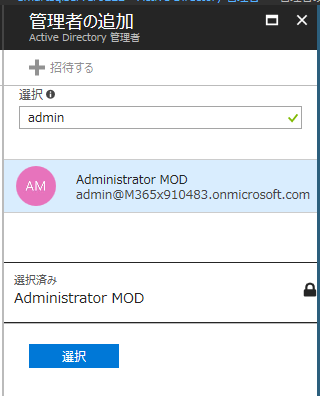 管理者の追加
Active Directory 管理者
招待する
選択
admin
AM
Administrator MOD
admin@M365x910483.onmicrosoft.com
選択済み
Administrator MOD
選択